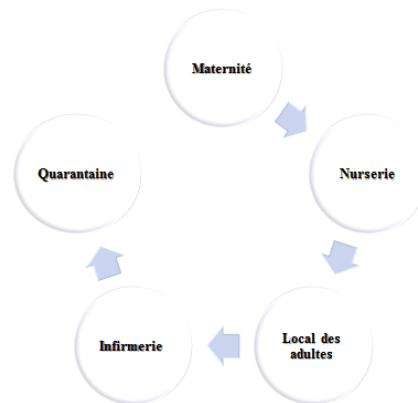 Maternité
Nurserie
Local des
adultes
Infirmerie
Quarantaine